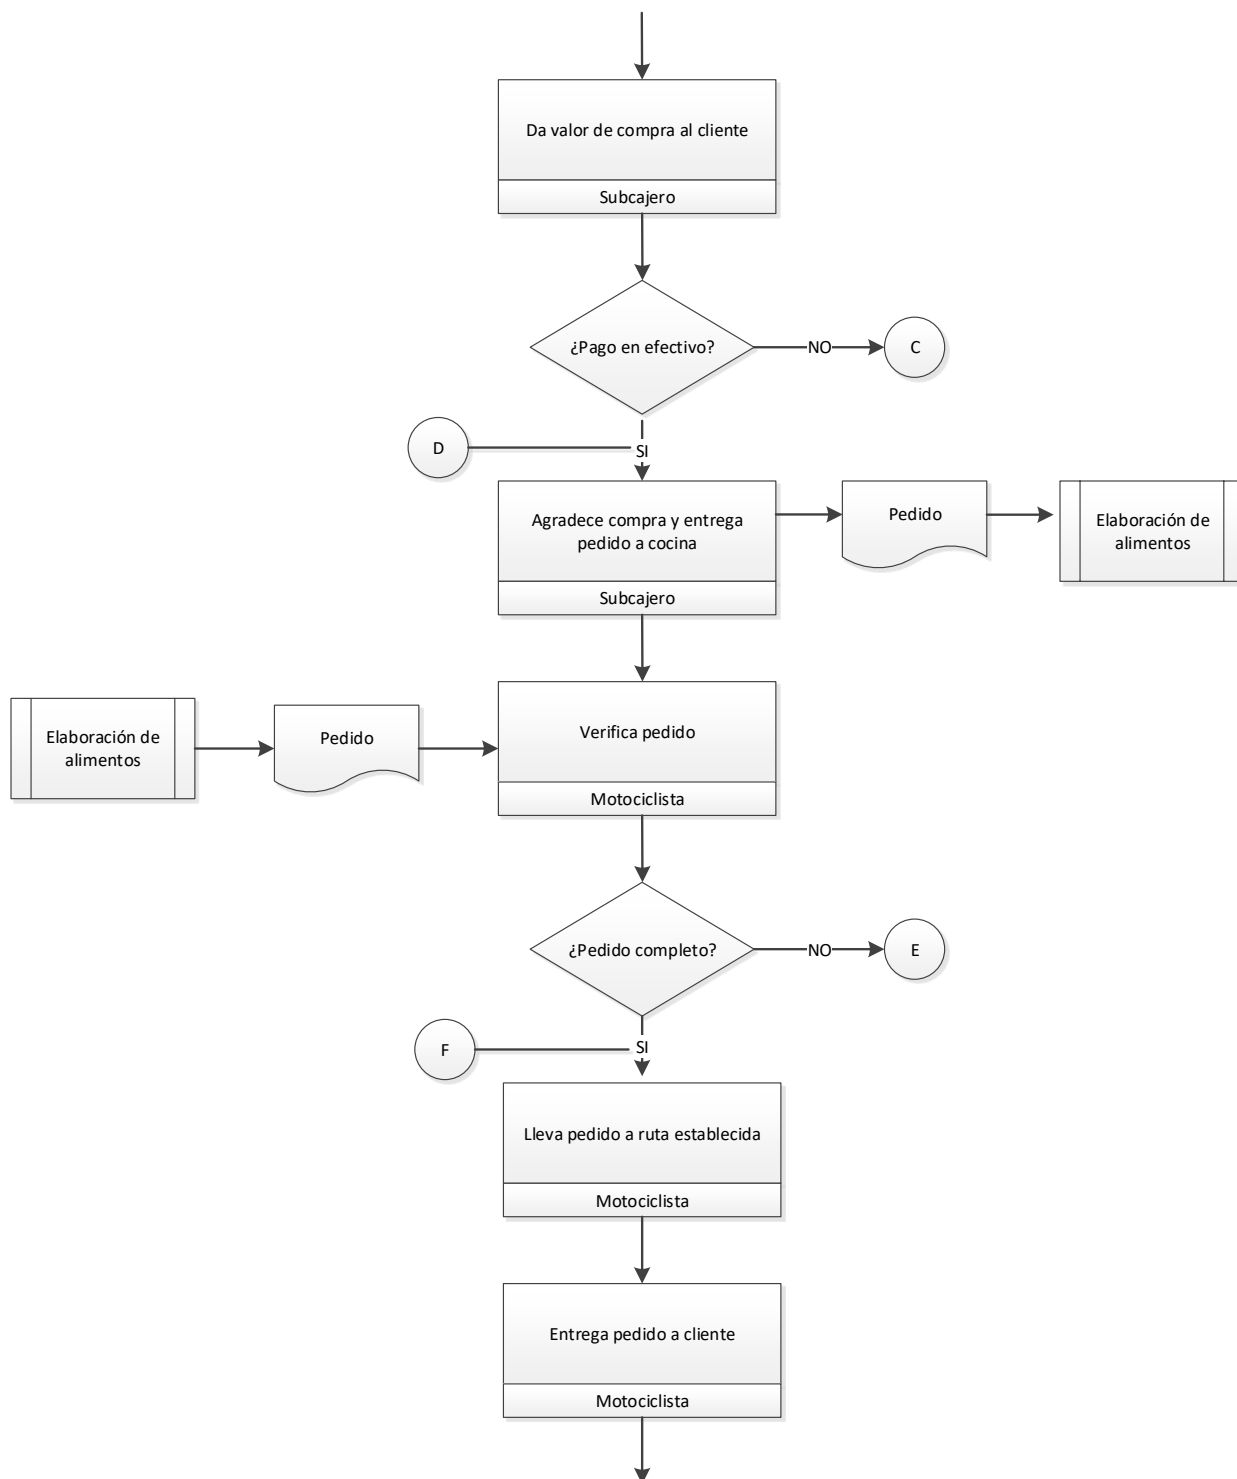 Da valor de compra al cliente
Subcajero
¿Pago en efectivo?
NO
C
D
SI
Agradece compra y entrega
pedido a cocina
Subcajero
Pedido
Elaboración de
alimentos
Elaboración de
alimentos
Pedido
Verifica pedido
Motociclista
¿Pedido completo?
NO
E
F
SI
Lleva pedido a ruta establecida
Motociclista
Entrega pedido a cliente
Motociclista